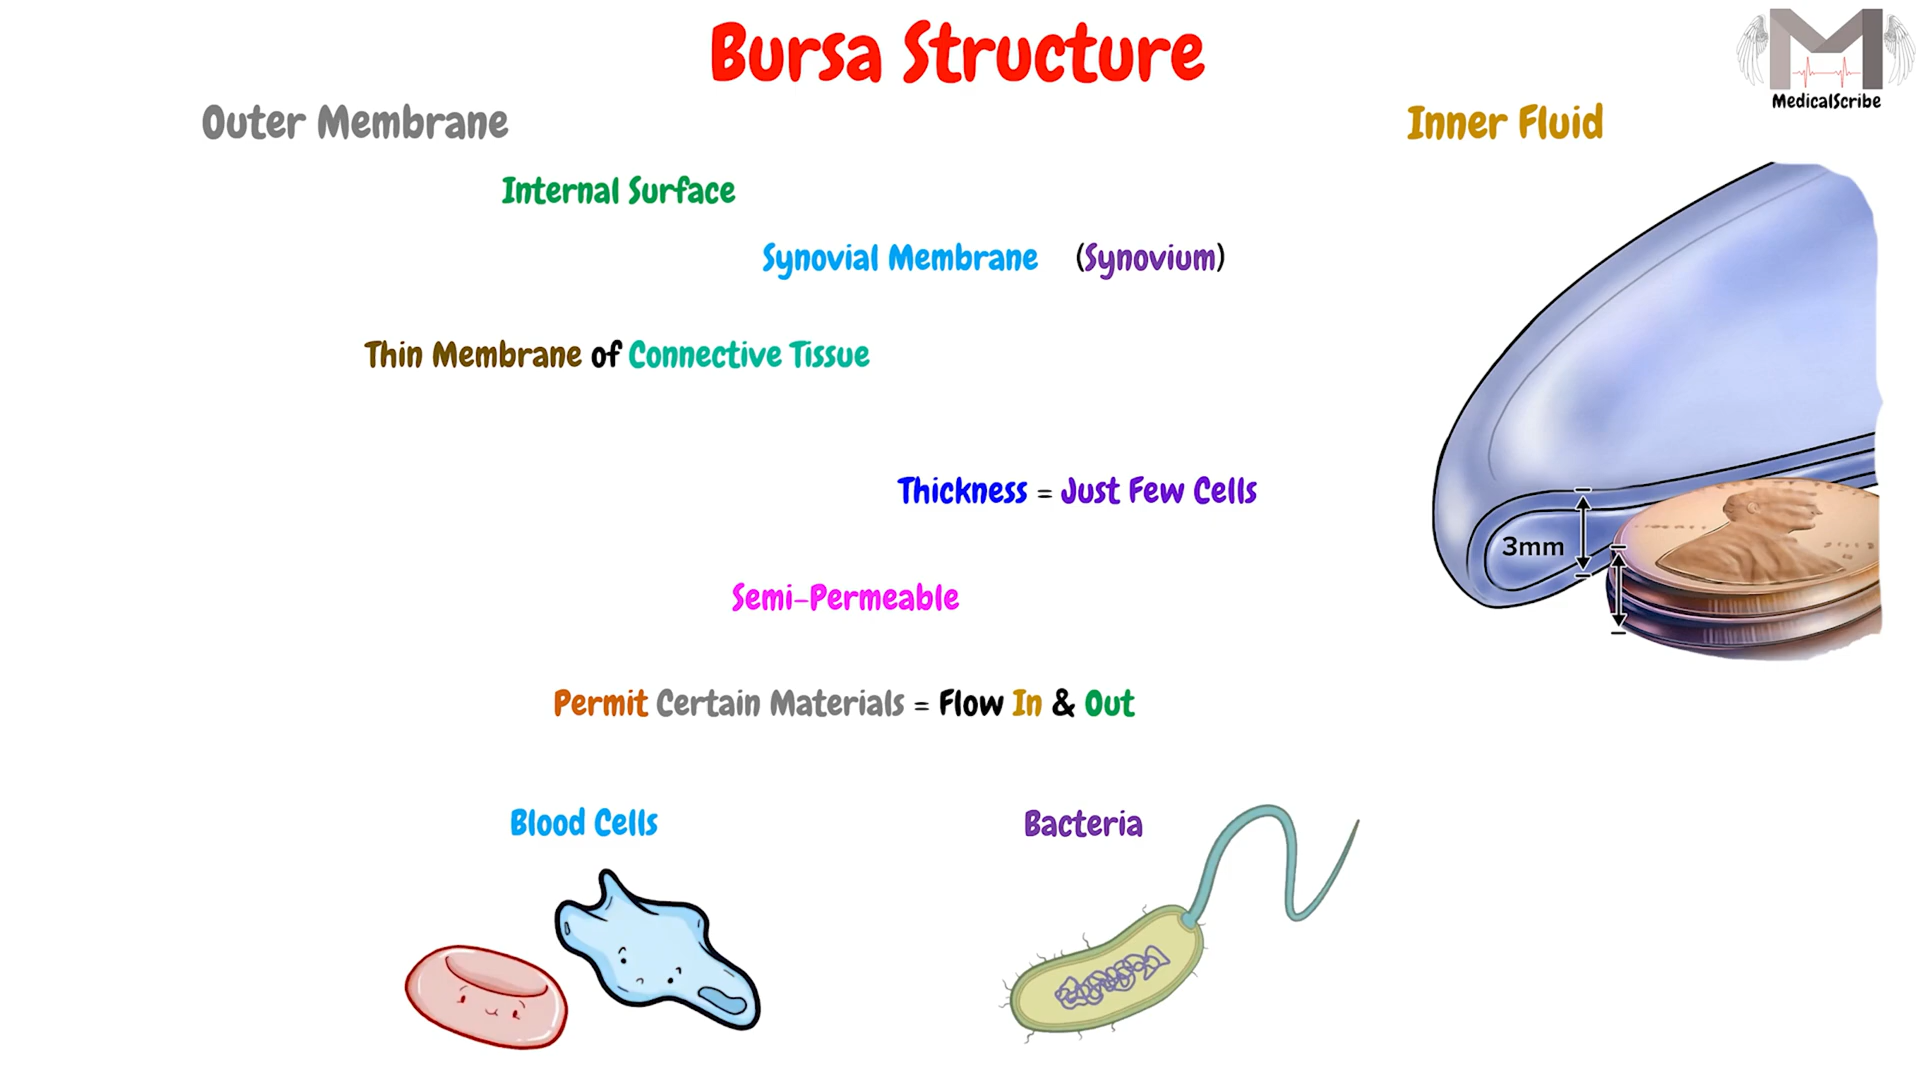 Bursa Structure
MedicalScribe
Outer Membrane
Inner Fluid
Internal Surface
Synovial Membrane (Synovium)
Thin Membrane of Connective Tissue
Thickness = Just Few Cells
3mm
Semi-Permeable
Permit Certain Materials = Flow In & Out
Blood Cells
Bacteria